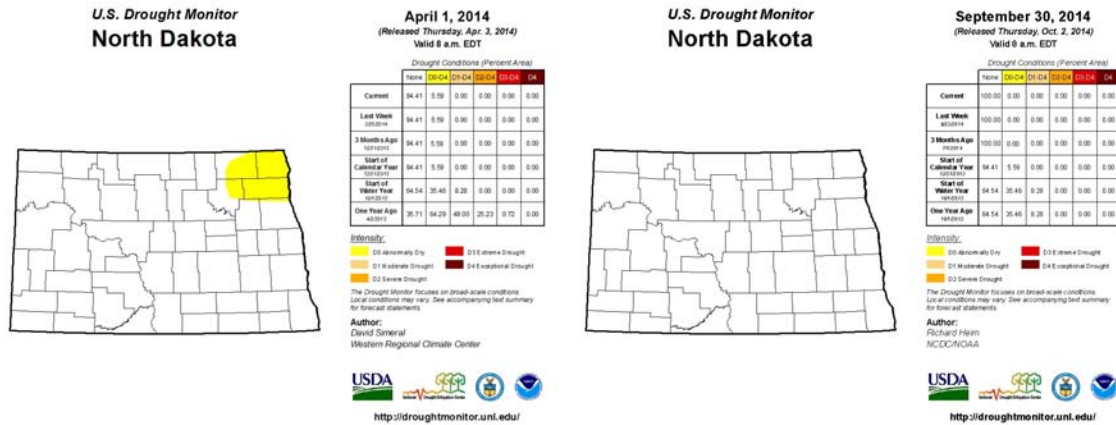 U.S. Drought Monitor
North Dakota
April 1, 2014
(Released Thursday, Apr. 3, 2014)
Valid 8 a.m. EDT
Drought Conditions (Percent Area)
None D0-D4 D1-D4 D2-D4 D3-D4 D4
Current 94.41 5.59 0.00 0.00 0.00 0.00
Last Week 94.41 5.59 0.00 0.00 0.00 0.00
3 Months Ago 94.41 5.59 0.00 0.00 0.00 0.00
Start of
Calendar Year 94.41 5.59 0.00 0.00 0.00 0.00
Start of
Water Year 64.54 35.46 8.28 0.00 0.00 0.00
One Year Ago 35.71 64.29 49.00 25.23 0.72 0.00
Intensity:
D0 Abnormally Dry D3 Extreme Drought
D1 Moderate Drought D4 Exceptional Drought
D2 Severe Drought
The Drought Monitor focuses on broad-scale conditions.
Local conditions may vary. See accompanying text summary
for forecast statements.
Author:
David Simeral
Western Regional Climate Center
USDA
http://droughtmonitor.unl.edu/
U.S. Drought Monitor
North Dakota
September 30, 2014
(Released Thursday, Oct. 2, 2014)
Valid 8 a.m. EDT
Drought Conditions (Percent Area)
None D0-D4 D1-D4 D2-D4 D3-D4 D4
Current 100.00 0.00 0.00 0.00 0.00 0.00
Last Week 100.00 0.00 0.00 0.00 0.00 0.00
3 Months Ago 100.00 0.00 0.00 0.00 0.00 0.00
Start of
Calendar Year 94.41 5.59 0.00 0.00 0.00 0.00
Start of
Water Year 64.54 35.46 8.28 0.00 0.00 0.00
One Year Ago 64.54 35.46 8.28 0.00 0.00 0.00
Intensity:
D0 Abnormally Dry D3 Extreme Drought
D1 Moderate Drought D4 Exceptional Drought
D2 Severe Drought
The Drought Monitor focuses on broad-scale conditions.
Local conditions may vary. See accompanying text summary
for forecast statements.
Author:
Richard Heim
NCDC/NOAA
USDA
http://droughtmonitor.unl.edu/